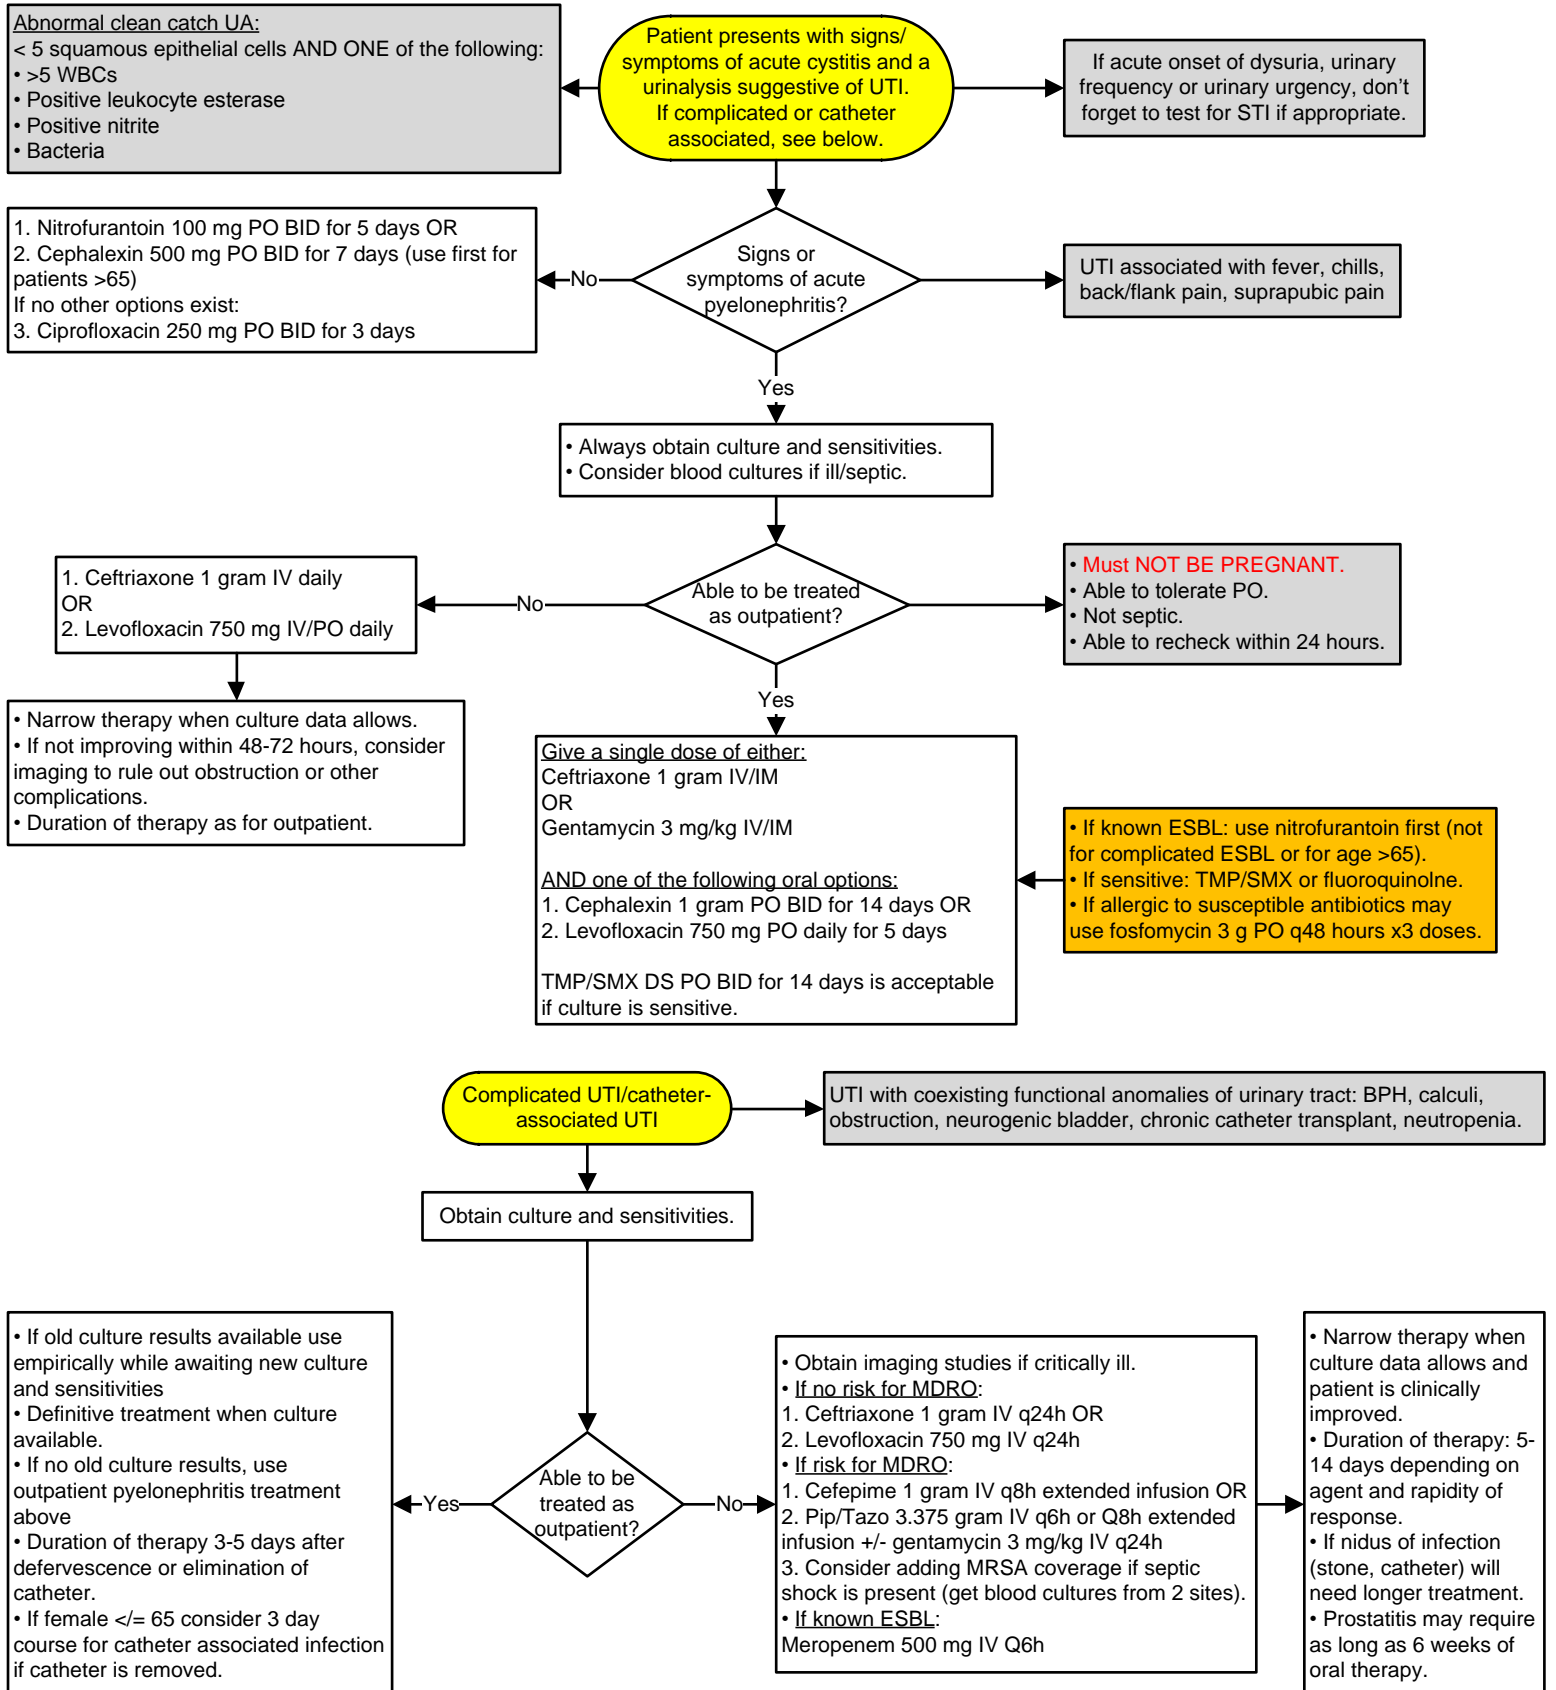 Abnormal clean catch UA:
< 5 squamous epithelial cells AND ONE of the following:
• >5 WBCs
• Positive leukocyte esterase
• Positive nitrite
• Bacteria
Patient presents with signs/
symptoms of acute cystitis and a
urinalysis suggestive of UTI.
If complicated or catheter
associated, see below.
If acute onset of dysuria, urinary
frequency or urinary urgency, don't
forget to test for STI if appropriate.
1. Nitrofurantoin 100 mg PO BID for 5 days OR
2. Cephalexin 500 mg PO BID for 7 days (use first for
patients >65)
If no other options exist:
3. Ciprofloxacin 250 mg PO BID for 3 days
No
Signs or
symptoms of acute
pyelonephritis?
UTI associated with fever, chills,
back/flank pain, suprapubic pain
Yes
• Always obtain culture and sensitivities.
• Consider blood cultures if ill/septic.
1. Ceftriaxone 1 gram IV daily
OR
2. Levofloxacin 750 mg IV/PO daily
No
Able to be treated
as outpatient?
• Must NOT BE PREGNANT.
• Able to tolerate PO.
• Not septic.
• Able to recheck within 24 hours.
Yes
• Narrow therapy when culture data allows.
• If not improving within 48-72 hours, consider
imaging to rule out obstruction or other
complications.
• Duration of therapy as for outpatient.
Give a single dose of either:
Ceftriaxone 1 gram IV/IM
OR
Gentamycin 3 mg/kg IV/IM
AND one of the following oral options:
1. Cephalexin 1 gram PO BID for 14 days OR
2. Levofloxacin 750 mg PO daily for 5 days
TMP/SMX DS PO BID for 14 days is acceptable
if culture is sensitive.
• If known ESBL: use nitrofurantoin first (not
for complicated ESBL or for age >65).
• If sensitive: TMP/SMX or fluoroquinolne.
• If allergic to susceptible antibiotics may
use fosfomycin 3 g PO q48 hours x3 doses.
Complicated UTI/catheter-
associated UTI
UTI with coexisting functional anomalies of urinary tract: BPH, calculi,
obstruction, neurogenic bladder, chronic catheter transplant, neutropenia.
Obtain culture and sensitivities.
• If old culture results available use
empirically while awaiting new culture
and sensitivities
• Definitive treatment when culture
available.
• If no old culture results, use
outpatient pyelonephritis treatment
above
• Duration of therapy 3-5 days after
defervescence or elimination of
catheter.
• If female </= 65 consider 3 day
course for catheter associated infection
if catheter is removed.
Yes
Able to be
treated as
outpatient?
No
• Obtain imaging studies if critically ill.
• If no risk for MDRO:
1. Ceftriaxone 1 gram IV q24h OR
2. Levofloxacin 750 mg IV q24h
• If risk for MDRO:
1. Cefepime 1 gram IV q8h extended infusion OR
2. Pip/Tazo 3.375 gram IV q6h or Q8h extended
infusion +/- gentamycin 3 mg/kg IV q24h
3. Consider adding MRSA coverage if septic
shock is present (get blood cultures from 2 sites).
• If known ESBL:
Meropenem 500 mg IV Q6h
• Narrow therapy when
culture data allows and
patient is clinically
improved.
• Duration of therapy: 5-
14 days depending on
agent and rapidity of
response.
• If nidus of infection
(stone, catheter) will
need longer treatment.
• Prostatitis may require
as long as 6 weeks of
oral therapy.